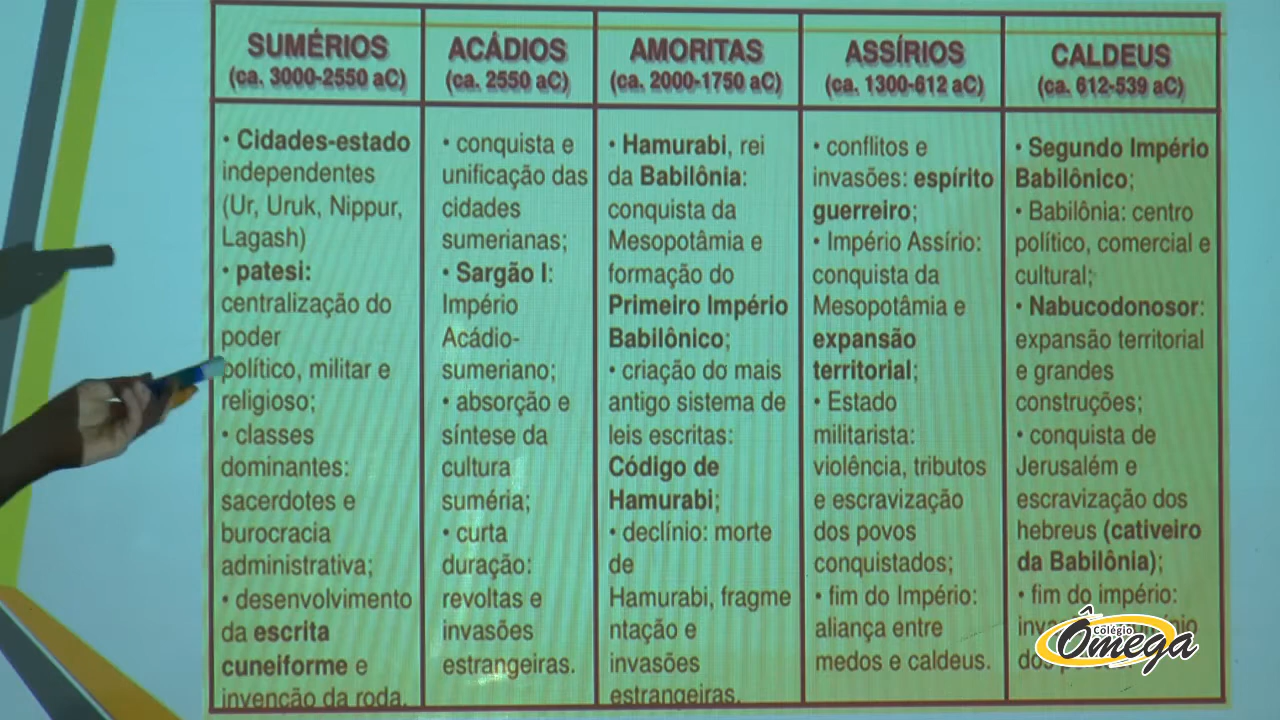 SUMÉRIOS
(ca. 3000-2550 aC)
• Cidades-estado
independentes
(Ur, Uruk, Nippur,
Lagash)
• patesi:
centralização do
poder
político, militar e
religioso;
• classes
dominantes:
sacerdotes e
burocracia
administrativa;
• desenvolvimento
da escrita
cuneiforme e
invenção da roda.
ACÁDIOS
(ca. 2550 aC)
• conquista e
unificação das
cidades
sumerianas;
• Sargão I:
Império
Acádio-
sumeriano;
• absorção e
síntese da
cultura
suméria;
• curta
duração:
revoltas e
invasões
estrangeiras.
AMORITAS
(ca. 2000-1750 aC)
• Hamurabi, rei
da Babilônia:
conquista da
Mesopotâmia e
formação do
Primeiro Império
Babilônico;
• criação do mais
antigo sistema de
leis escritas:
Código de
Hamurabi;
• declínio: morte
de
Hamurabi, fragme
ntação e
invasões
estrangeiras.
ASSÍRIOS
(ca. 1300-612 aC)
• conflitos e
invasões: espírito
guerreiro;
• Império Assírio:
conquista da
Mesopotâmia e
expansão
territorial;
• Estado
militarista:
violência, tributos
e escravização
dos povos
conquistados;
• fim do Império:
aliança entre
medos e caldeus.
CALDEUS
(ca. 612-539 aC)
• Segundo Império
Babilônico;
• Babilônia: centro
político, comercial e
cultural;
• Nabucodonosor:
expansão territorial
e grandes
construções;
• conquista de
Jerusalém e
escravização dos
hebreus (cativeiro
da Babilônia);
• fim do império:
dos
Colégio
Ômega